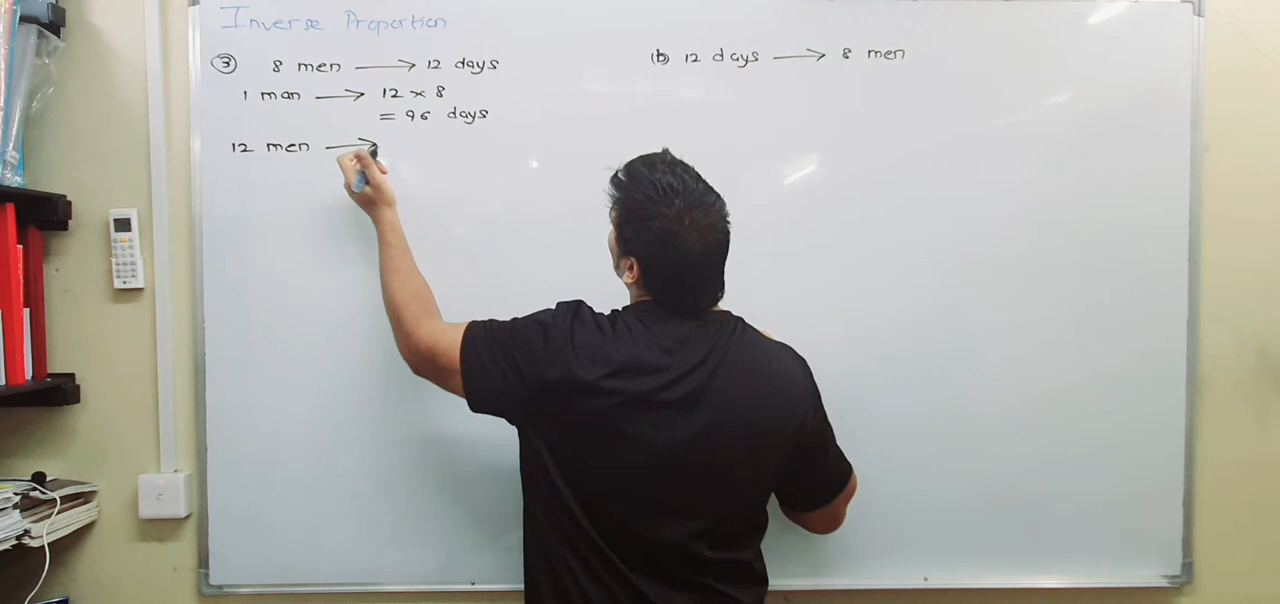 Inverse Proportion
③ 8 men ⟶ 12 days
1 man ⟶ 12 × 8
= 96 days
12 men ⟶
(b) 12 days ⟶ 8 men